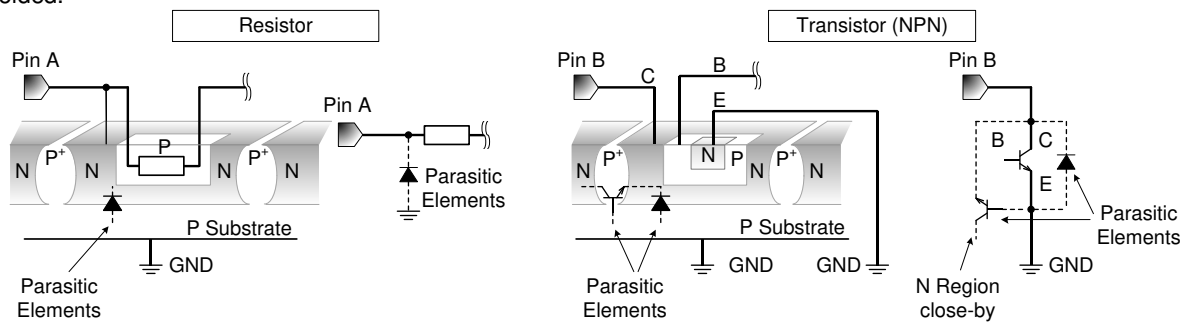 Resistor
Transistor (NPN)
Pin A
Pin A
N
P+
N
P
N
P+
N
Parasitic
Elements
P Substrate
GND
Parasitic
Elements
Pin B
C
B
E
N
P+
N
N
P
N
P+
N
P Substrate
GND
GND
Parasitic
Elements
Pin B
B
C
E
Parasitic
Elements
GND
N Region
close-by